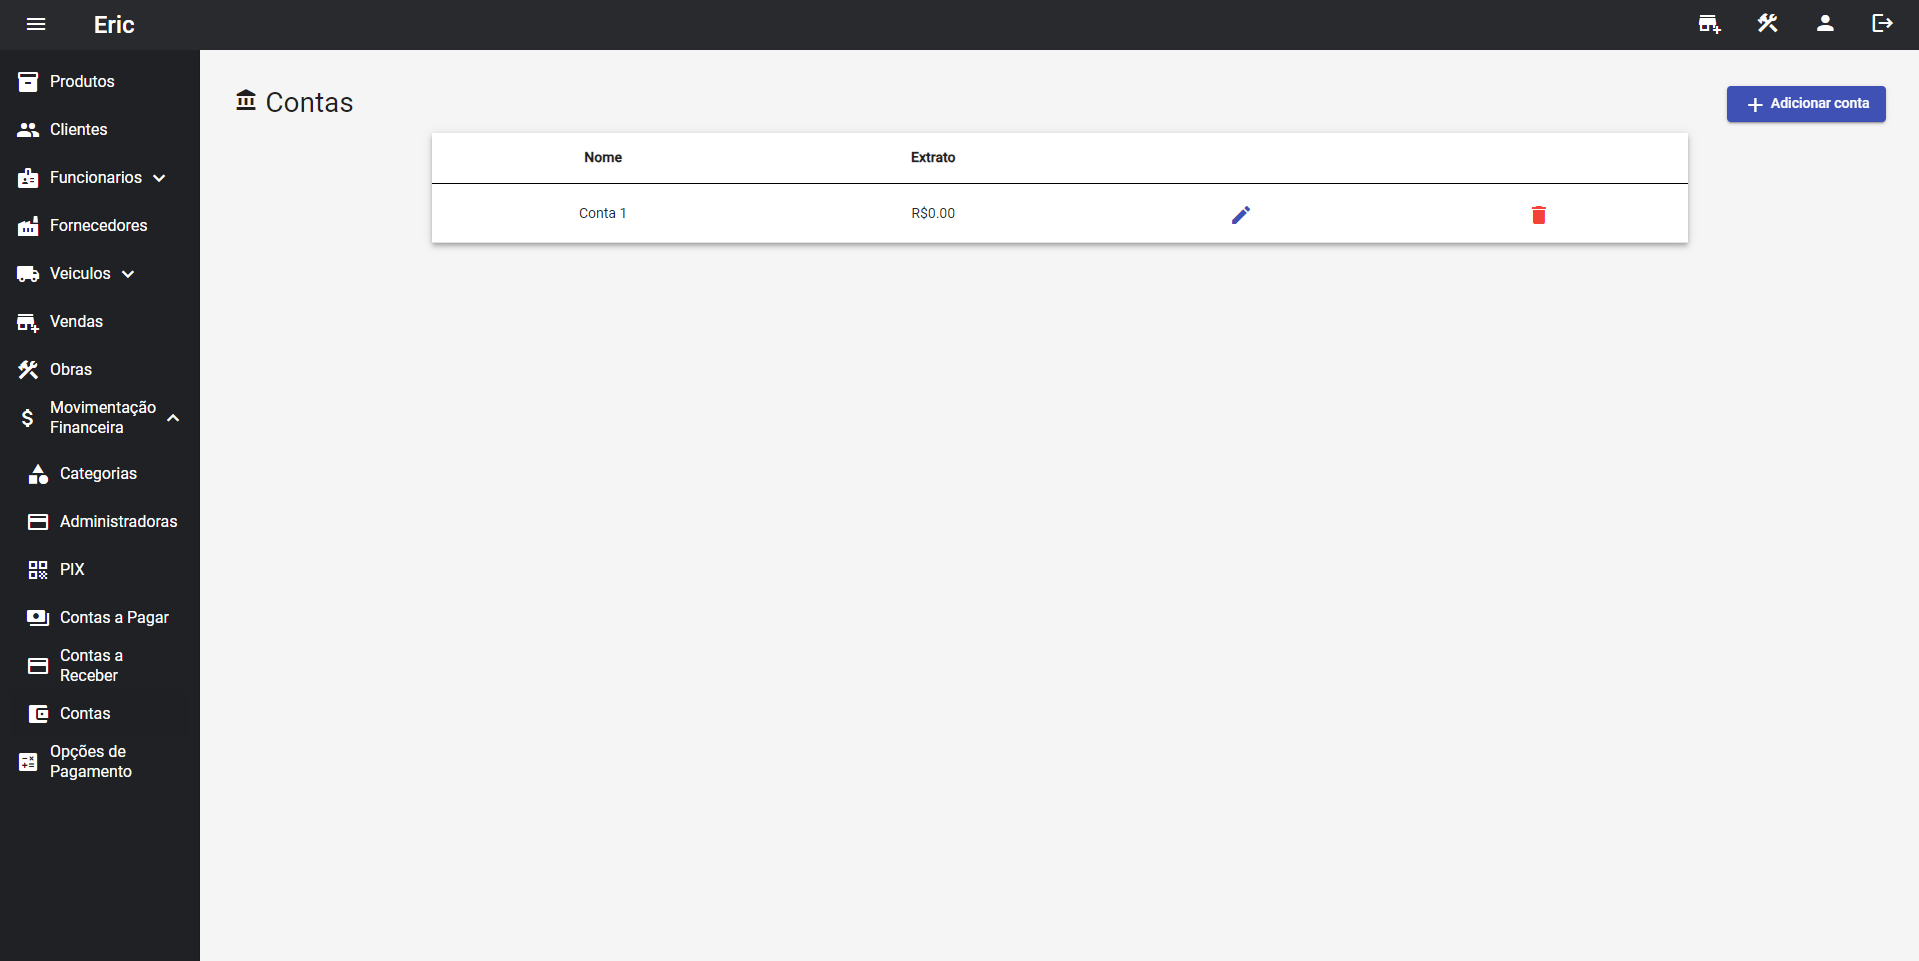 Eric
Produtos
Clientes
Funcionarios
Fornecedores
Veiculos
Vendas
Obras
Movimentação
Financeira
Categorias
Administradoras
PIX
Contas a Pagar
Contas a
Receber
Contas
Opções de
Pagamento
Contas
Adicionar conta
Nome Extrato
Conta 1 R$0.00